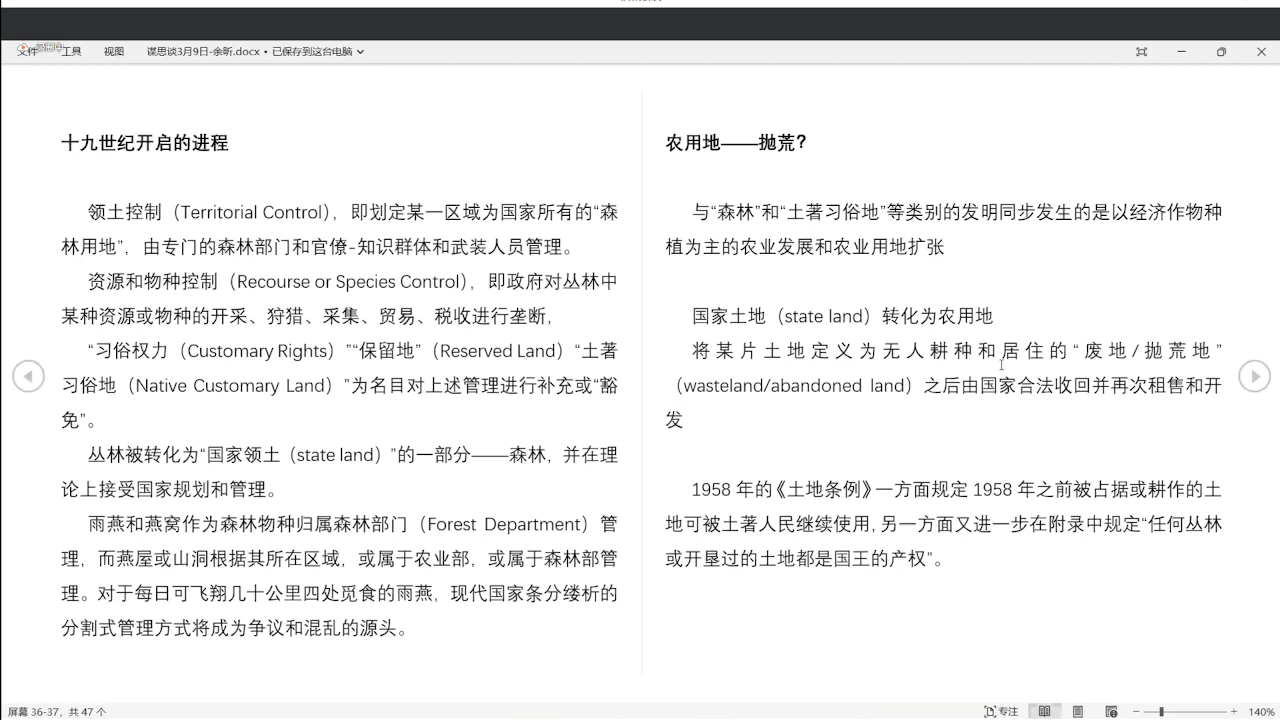 文件
工具
视图
谋思谈3月9日-余昕.docx • 已保存到这台电脑
十九世纪开启的进程
领土控制（Territorial Control），即划定某一区域为国家所有的“森
林用地”，由专门的森林部门和官僚-知识群体和武装人员管理。
资源和物种控制（Recourse or Species Control），即政府对丛林中
某种资源或物种的开采、狩猎、采集、贸易、税收进行垄断，
“习俗权力（Customary Rights）”“保留地”（Reserved Land）“土著
习俗地（Native Customary Land）”为名目对上述管理进行补充或“豁
免”。
丛林被转化为“国家领土（state land）”的一部分——森林，并在理
论上接受国家规划和管理。
雨燕和燕窝作为森林物种归属森林部门（Forest Department）管
理，而燕屋或山洞根据其所在区域，或属于农业部，或属于森林部管
理。对于每日可飞翔几十公里四处觅食的雨燕，现代国家条分缕析的
分割式管理方式将成为争议和混乱的源头。
农用地——抛荒？
与“森林”和“土著习俗地”等类别的发明同步发生的是以经济作物种
植为主的农业发展和农业用地扩张
国家土地（state land）转化为农用地
将某片土地定义为无人耕种和居住的“废地/抛荒地”
（wasteland/abandoned land）之后由国家合法收回并再次租售和开
发
1958 年的《土地条例》一方面规定 1958 年之前被占据或耕作的土
地可被土著人民继续使用，另一方面又进一步在附录中规定“任何丛林
或开垦过的土地都是国王的产权”。
屏幕 36-37，共 47 个
专注
140%